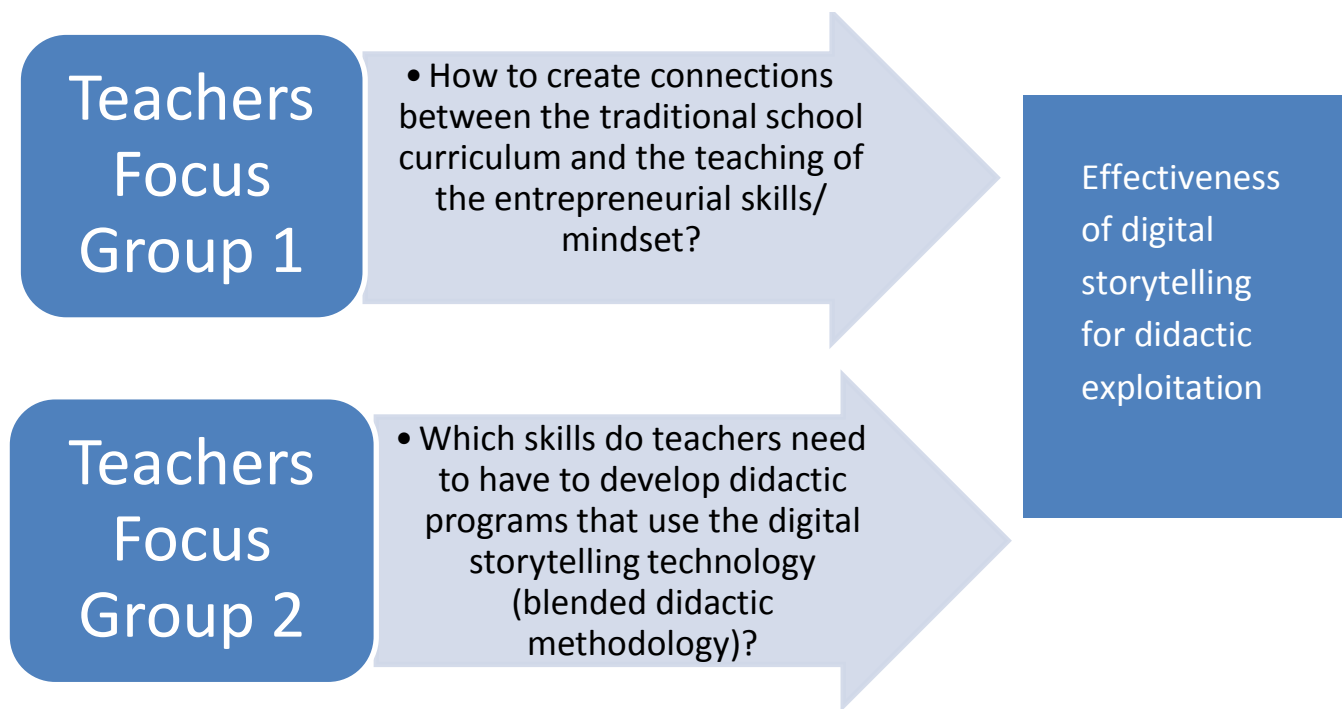 Teachers
Focus
Group 1
• How to create connections
between the traditional school
curriculum and the teaching of
the entrepreneurial skills/
mindset?
Teachers
Focus
Group 2
• Which skills do teachers need
to have to develop didactic
programs that use the digital
storytelling technology
(blended didactic
methodology)?
Effectiveness
of digital
storytelling
for didactic
exploitation